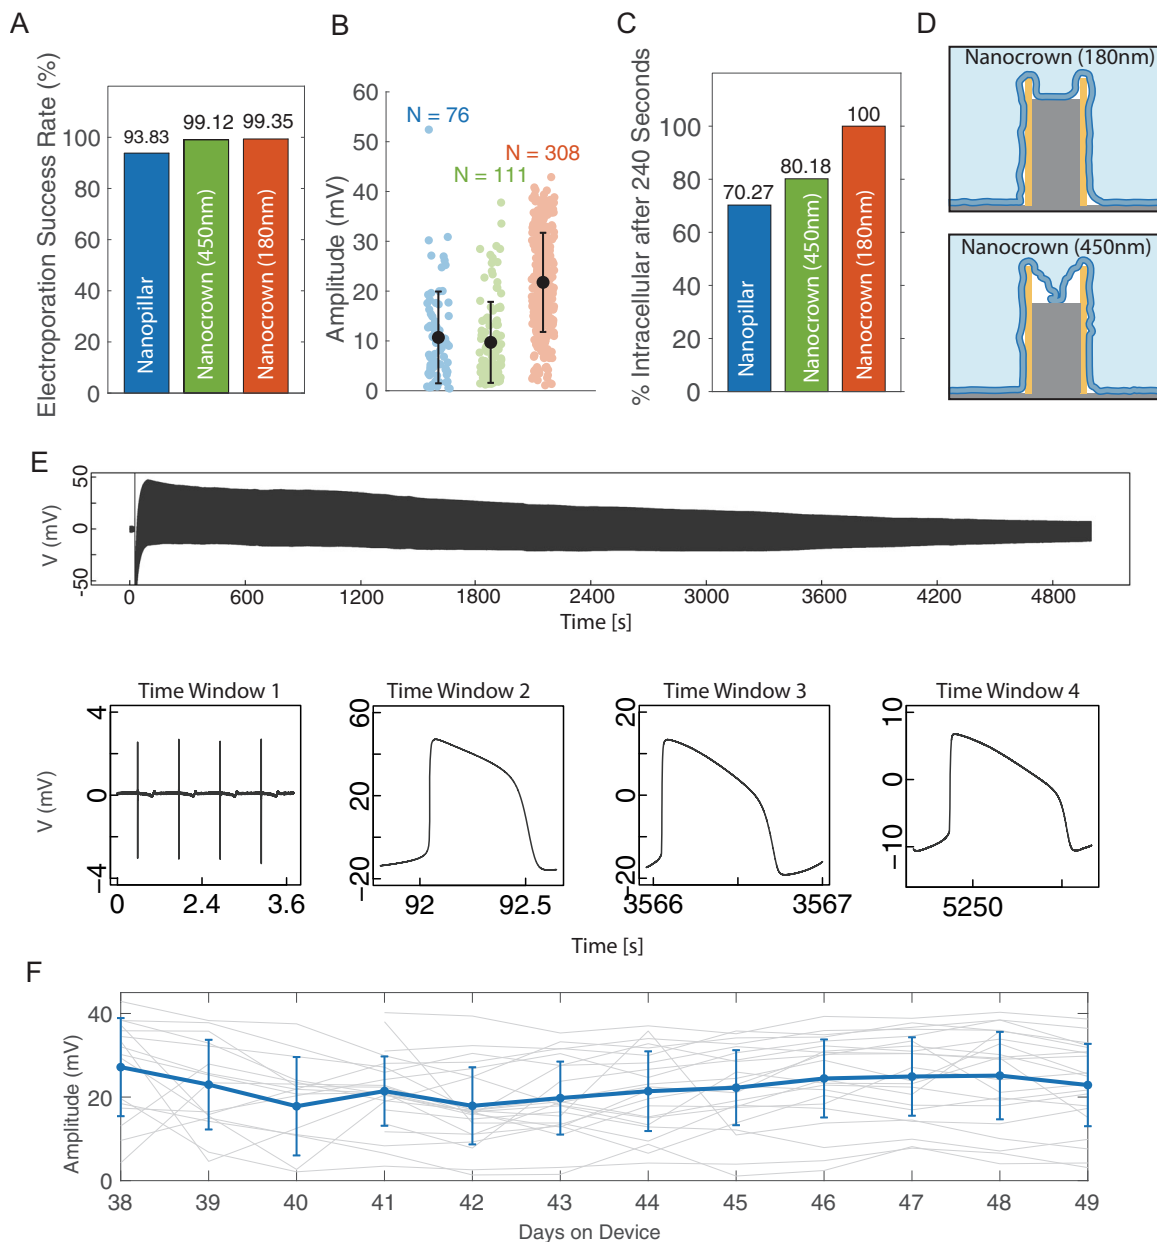 A
Electroporation Success Rate (%)
100
80
60
40
20
0
93.83
99.12
99.35
Nanopillar
Nanocrown (450nm)
Nanocrown (180nm)
B
Amplitude (mV)
60
50
40
30
20
10
0
N = 76
N = 111
N = 308
C
% Intracellular after 240 Seconds
100
80
60
40
20
0
70.27
80.18
100
Nanopillar
Nanocrown (450nm)
Nanocrown (180nm)
D
Nanocrown (180nm)
Nanocrown (450nm)
E
V (mV)
50
0
-50
0 600 1200 1800 2400 3000 3600 4200 4800
Time [s]
Time Window 1
V (mV)
4
0
−4
0 2.4 3.6
Time Window 2
60
20
−20
92 92.5
Time Window 3
20
0
−20
3566 3567
Time Window 4
10
0
−10
5250
Time [s]
F
Amplitude (mV)
40
20
0
38 39 40 41 42 43 44 45 46 47 48 49
Days on Device